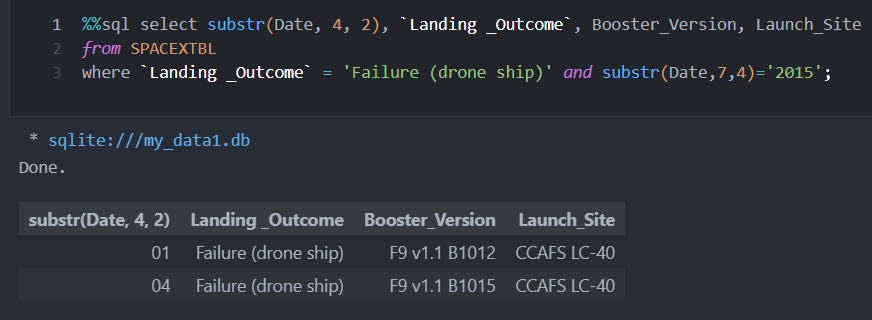 1 %%sql select substr(Date, 4, 2), `Landing _Outcome`, Booster_Version, Launch_Site
2 from SPACEXTBL
3 where `Landing _Outcome` = 'Failure (drone ship)' and substr(Date,7,4)='2015';
* sqlite:///my_data1.db
Done.
substr(Date, 4, 2) Landing _Outcome Booster_Version Launch_Site
01 Failure (drone ship) F9 v1.1 B1012 CCAFS LC-40
04 Failure (drone ship) F9 v1.1 B1015 CCAFS LC-40